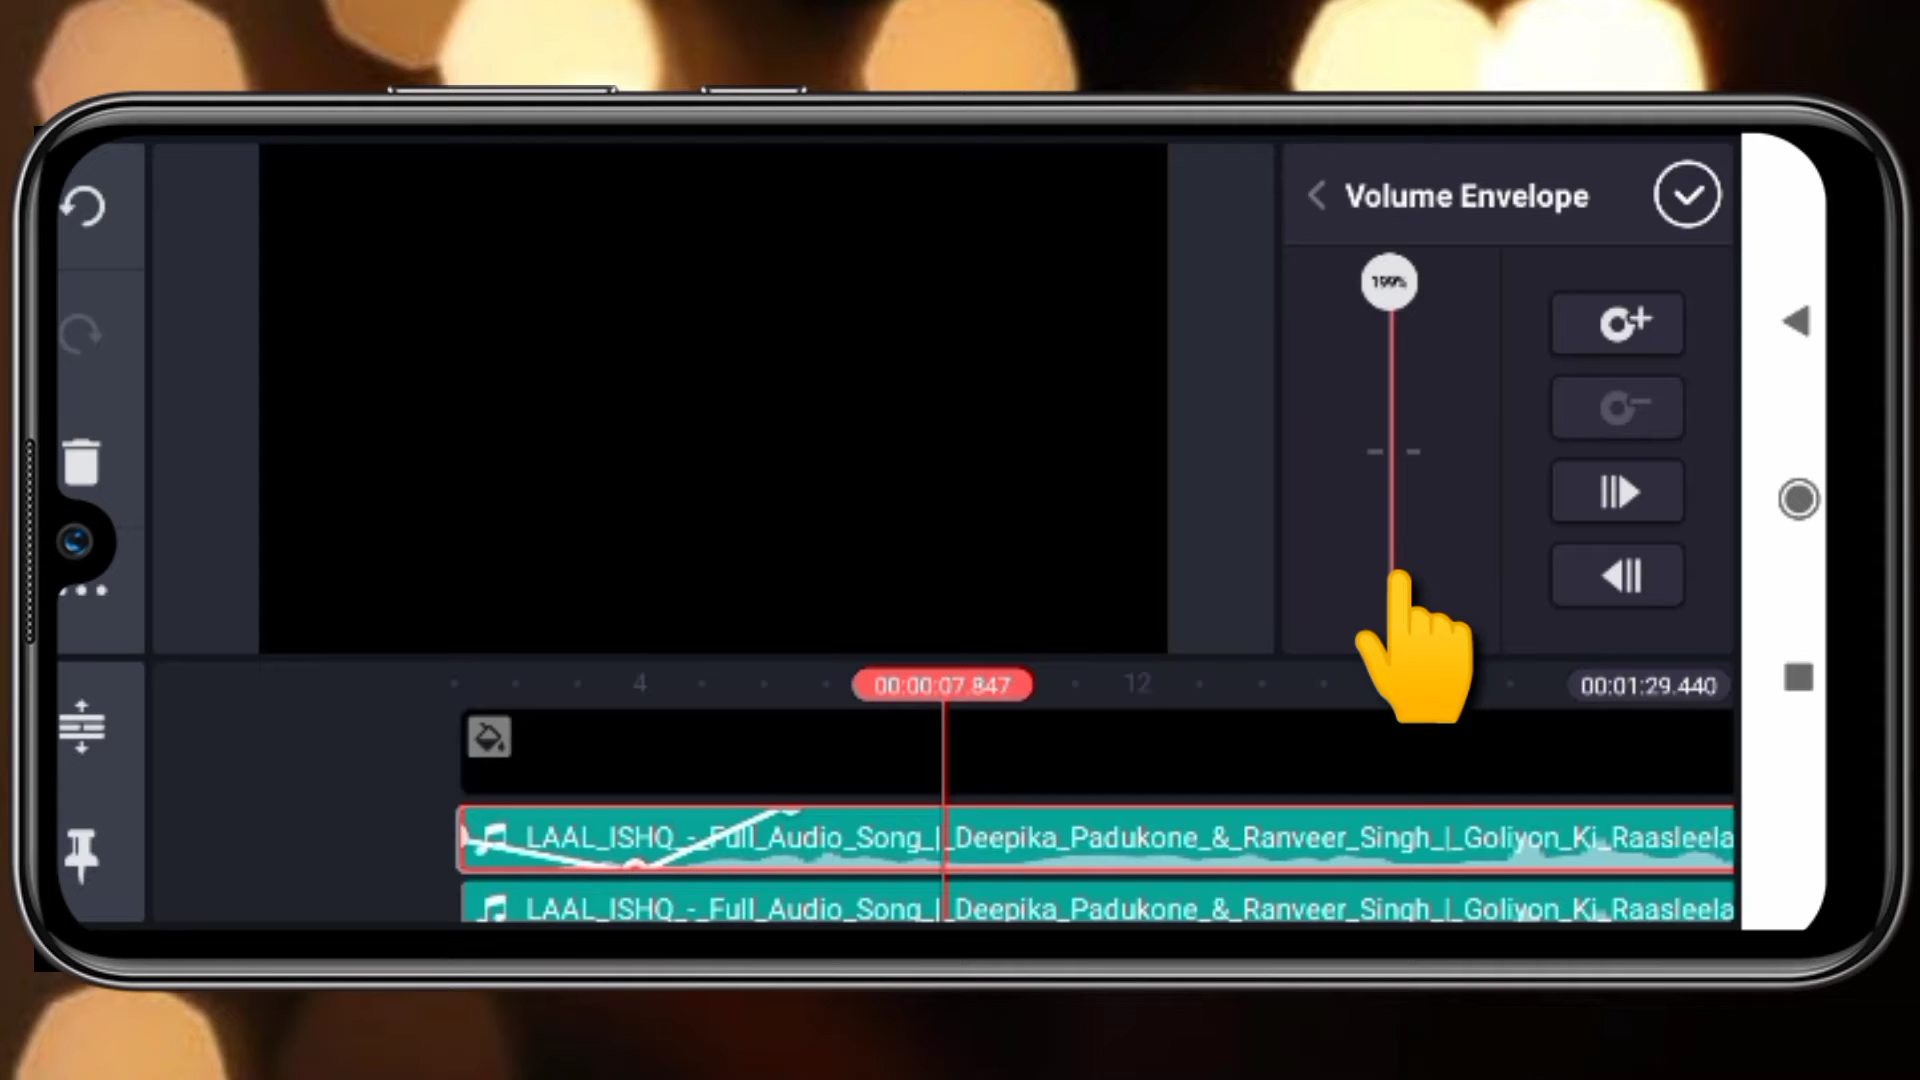 Volume Envelope
199%
4
00:00:07.847
12
00:01:29.440
LAAL_ISHQ_-_Full_Audio_Song_|_Deepika_Padukone_&_Ranveer_Singh_|_Goliyon_Ki_Raasleela
LAAL_ISHQ_-_Full_Audio_Song_|_Deepika_Padukone_&_Ranveer_Singh_|_Goliyon_Ki_Raasleela